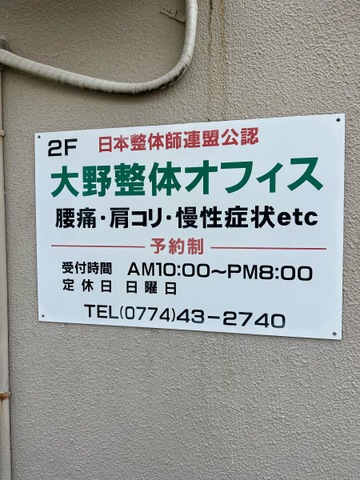 2F 日本整体師連盟公認
大野整体オフィス
腰痛・肩コリ・慢性症状etc
予約制
受付時間 AM10:00〜PM8:00
定休日 日曜日
TEL(0774)43-2740